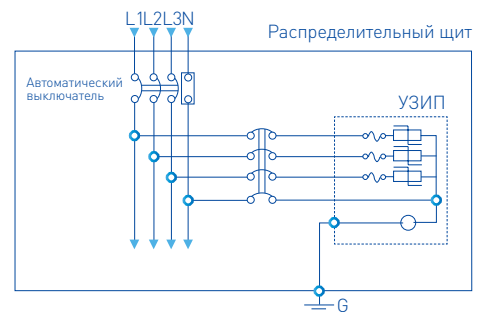 L1L2L3N
Распределительный щит
Автоматический
выключатель
УЗИП
G